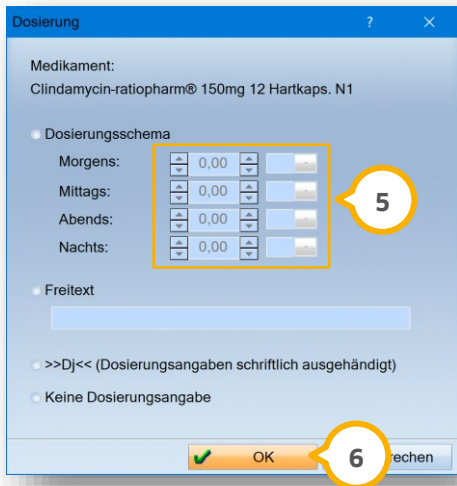 Dosierung ? ×
Medikament:
Clindamycin-ratiopharm® 150mg 12 Hartkaps. N1
Dosierungsschema
Morgens: 0,00
Mittags: 0,00
Abends: 0,00
Nachts: 0,00
5
Freitext
>>Dj<< (Dosierungsangaben schriftlich ausgehändigt)
Keine Dosierungsangabe
OK 6 rechen